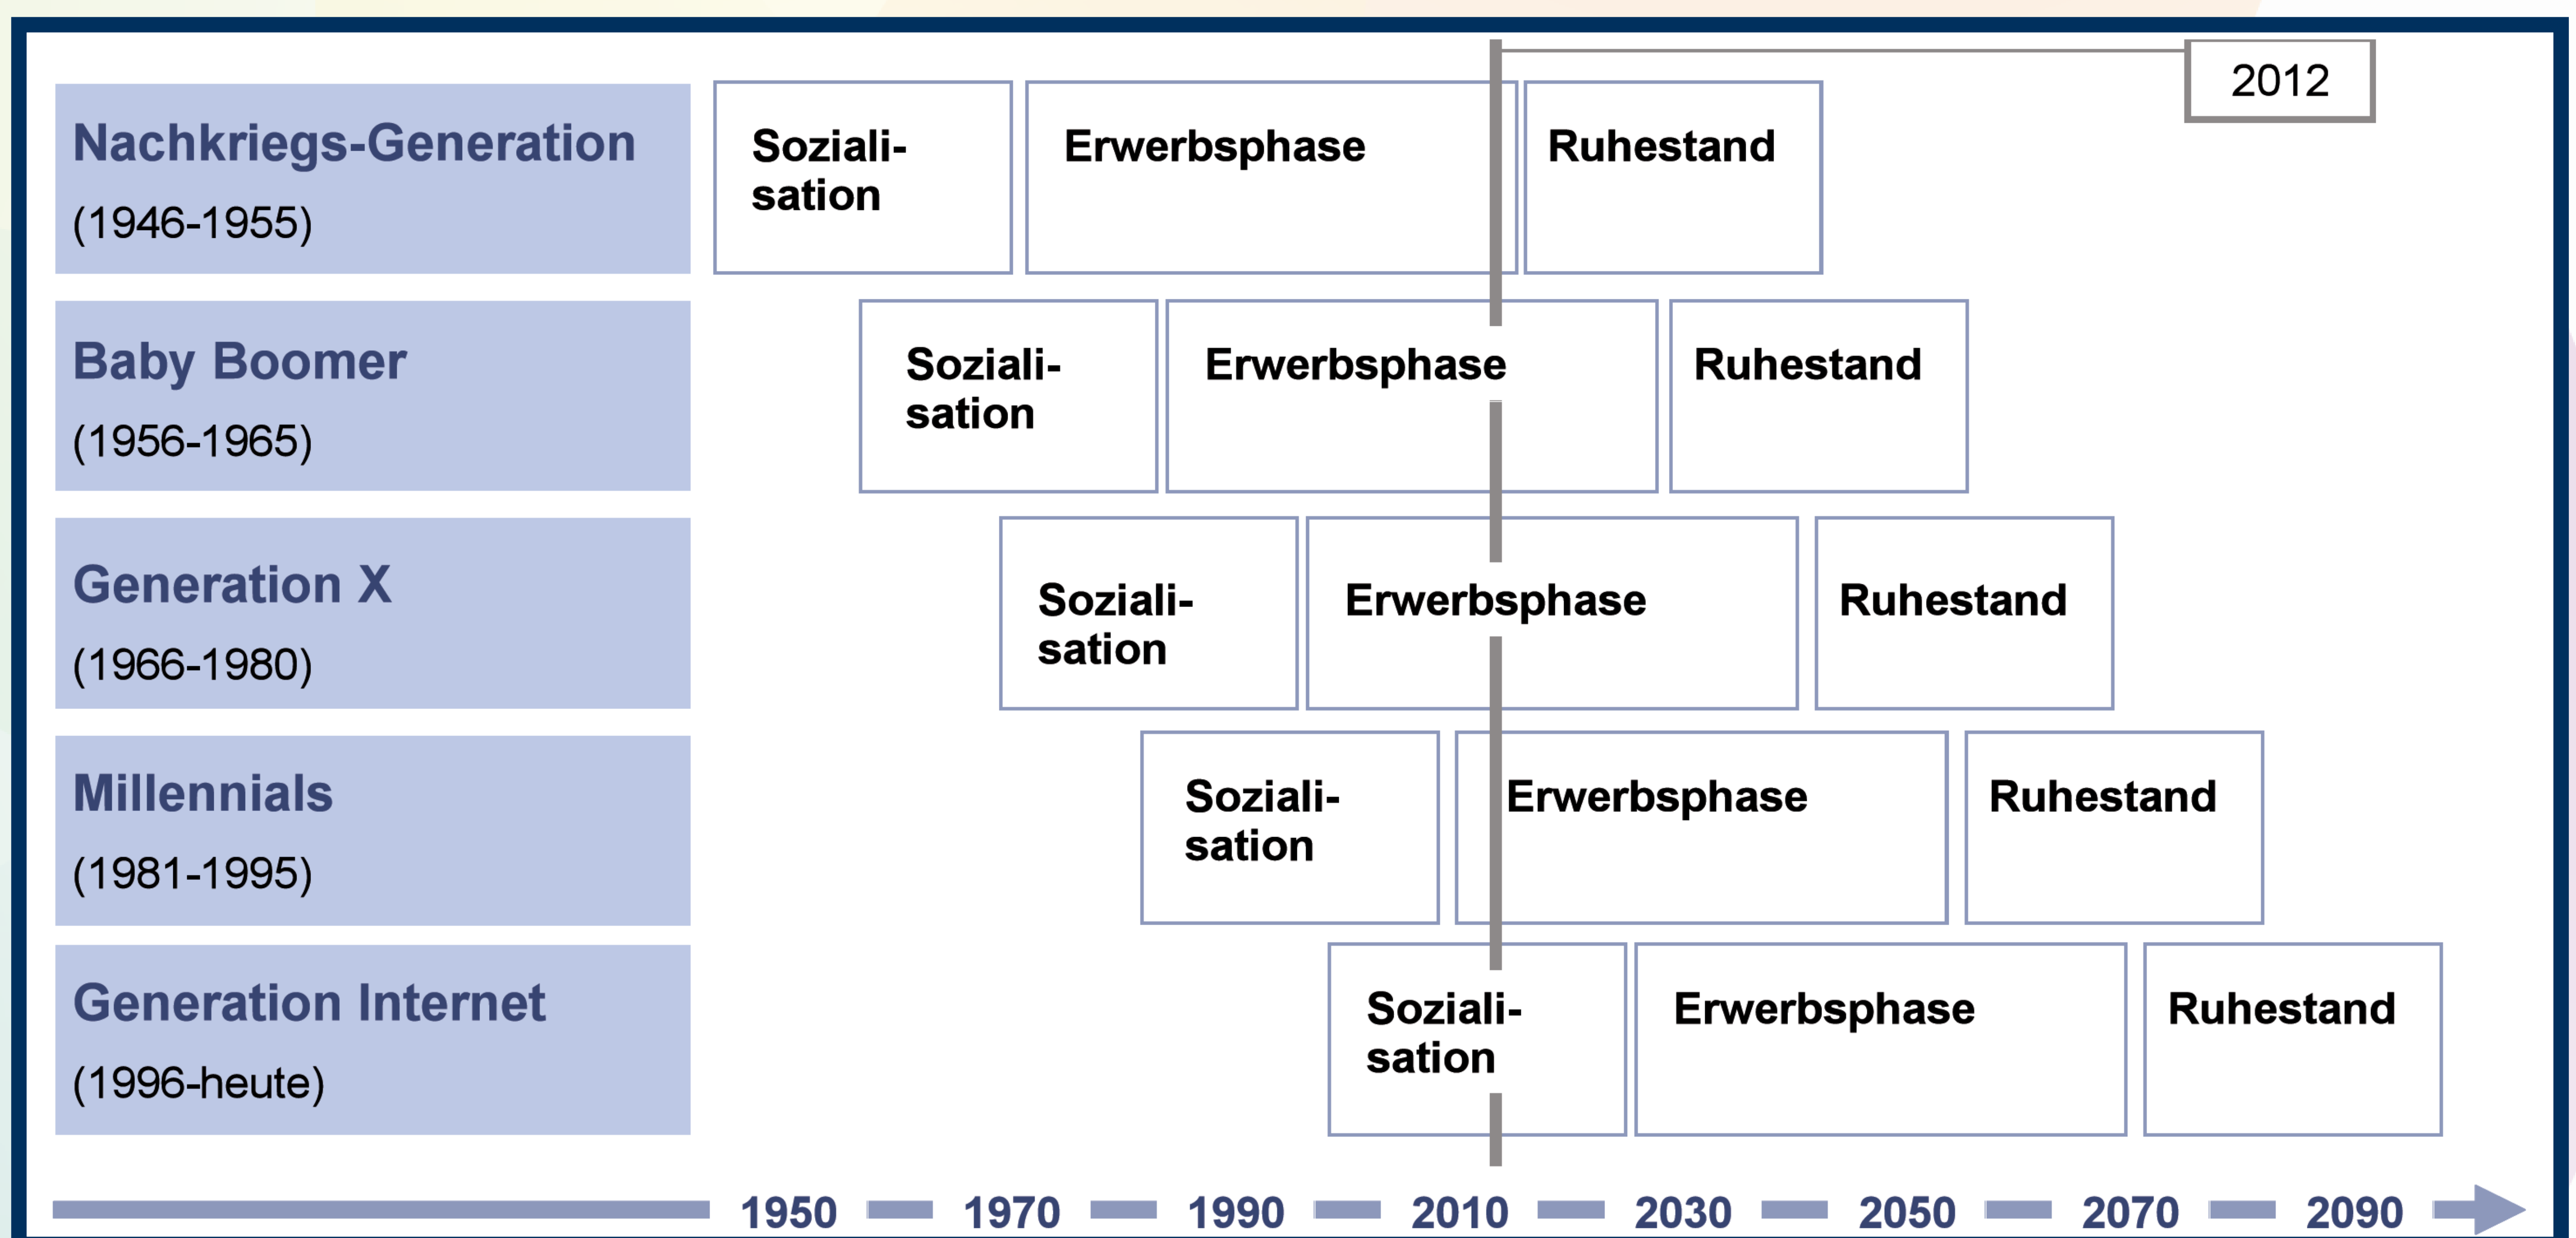 2012
Nachkriegs-Generation
(1946-1955)
Soziali-
sation
Erwerbsphase
Ruhestand
Baby Boomer
(1956-1965)
Soziali-
sation
Erwerbsphase
Ruhestand
Generation X
(1966-1980)
Soziali-
sation
Erwerbsphase
Ruhestand
Millennials
(1981-1995)
Soziali-
sation
Erwerbsphase
Ruhestand
Generation Internet
(1996-heute)
Soziali-
sation
Erwerbsphase
Ruhestand
1950 1970 1990 2010 2030 2050 2070 2090